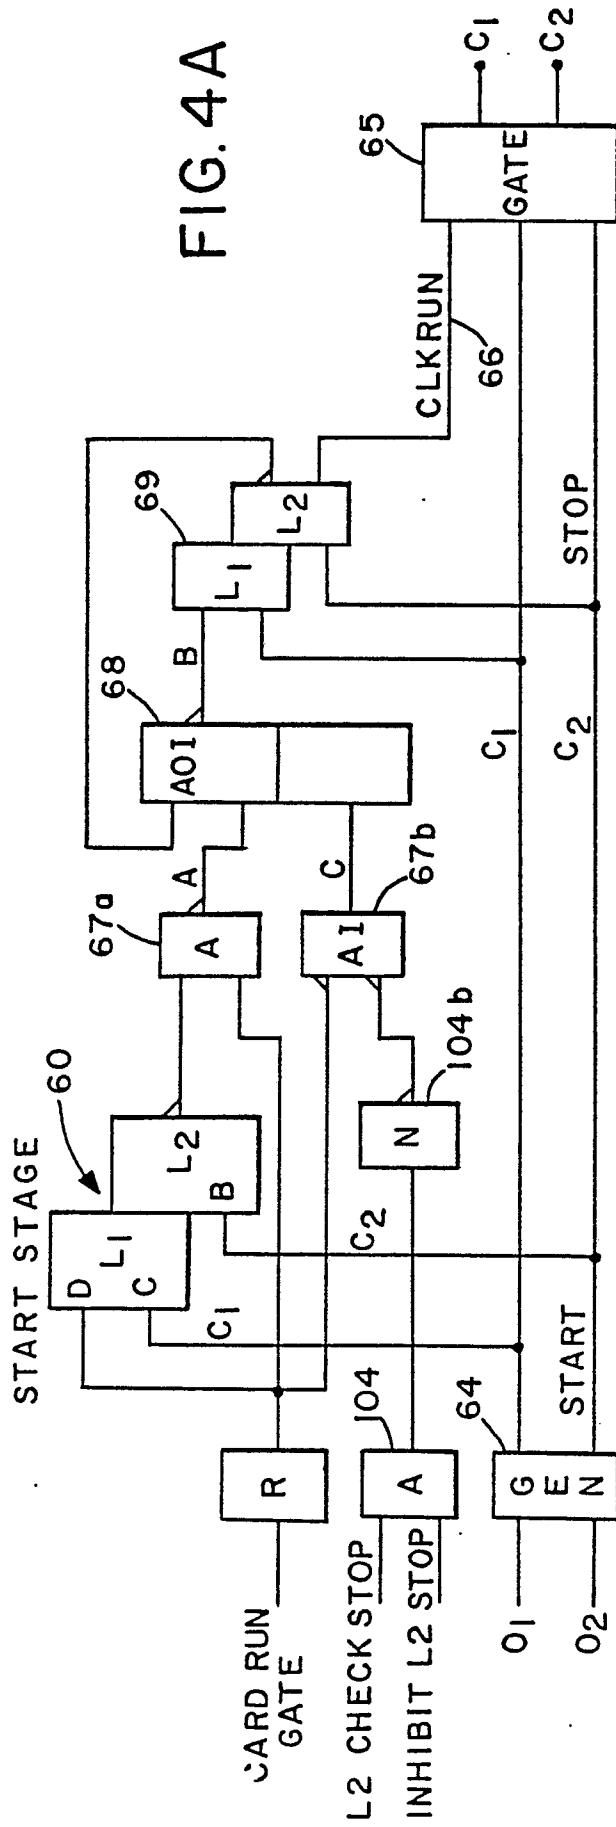 FIG. 4A
START STAGE
60
D
L1
C
L2
B
C1
C2
67a
A
A
68
AOI
B
69
L1
L2
C
67b
AI
104b
N
CLKRUN
66
65
GATE
C1
C2
CARD RUN
GATE
R
L2 CHECK STOP
INHIBIT L2 STOP
104
A
64
GEN
O1
O2
START
C1
C2
STOP